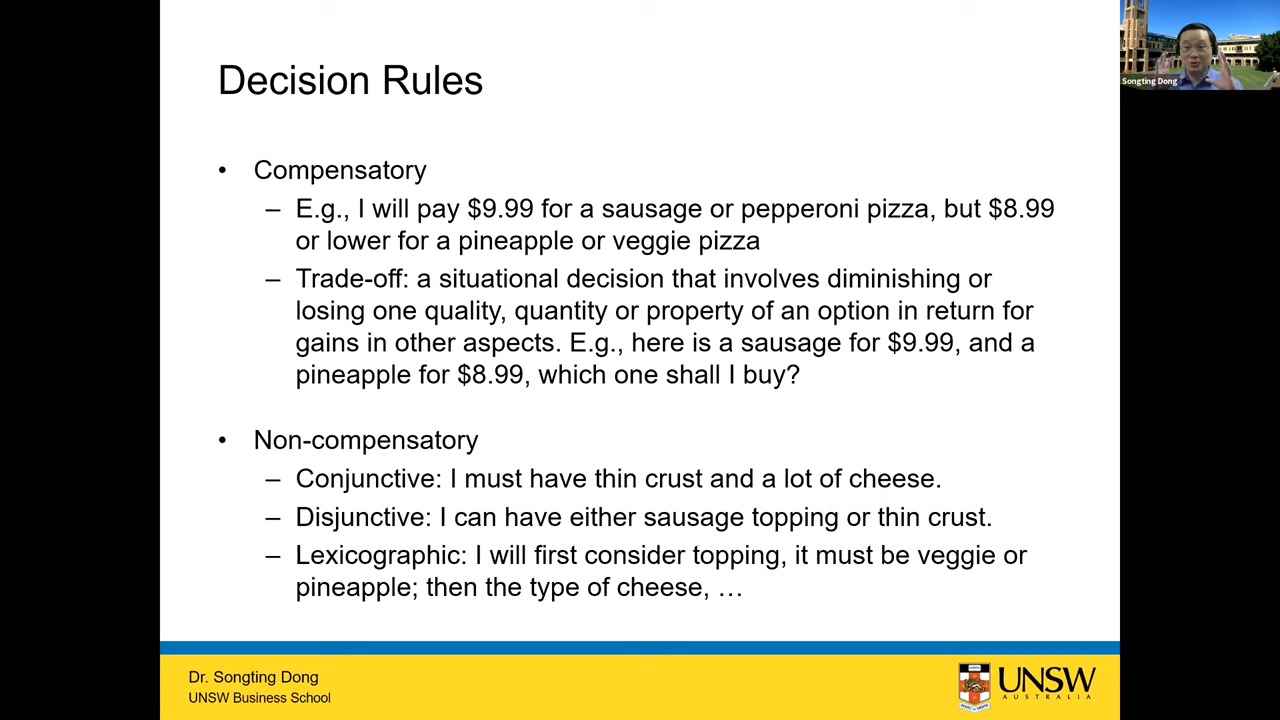 Decision Rules
• Compensatory
– E.g., I will pay $9.99 for a sausage or pepperoni pizza, but $8.99
or lower for a pineapple or veggie pizza
– Trade-off: a situational decision that involves diminishing or
losing one quality, quantity or property of an option in return for
gains in other aspects. E.g., here is a sausage for $9.99, and a
pineapple for $8.99, which one shall I buy?
• Non-compensatory
– Conjunctive: I must have thin crust and a lot of cheese.
– Disjunctive: I can have either sausage topping or thin crust.
– Lexicographic: I will first consider topping, it must be veggie or
pineapple; then the type of cheese, …
Dr. Songting Dong
UNSW Business School
UNSW
AUSTRALIA
Songting Dong